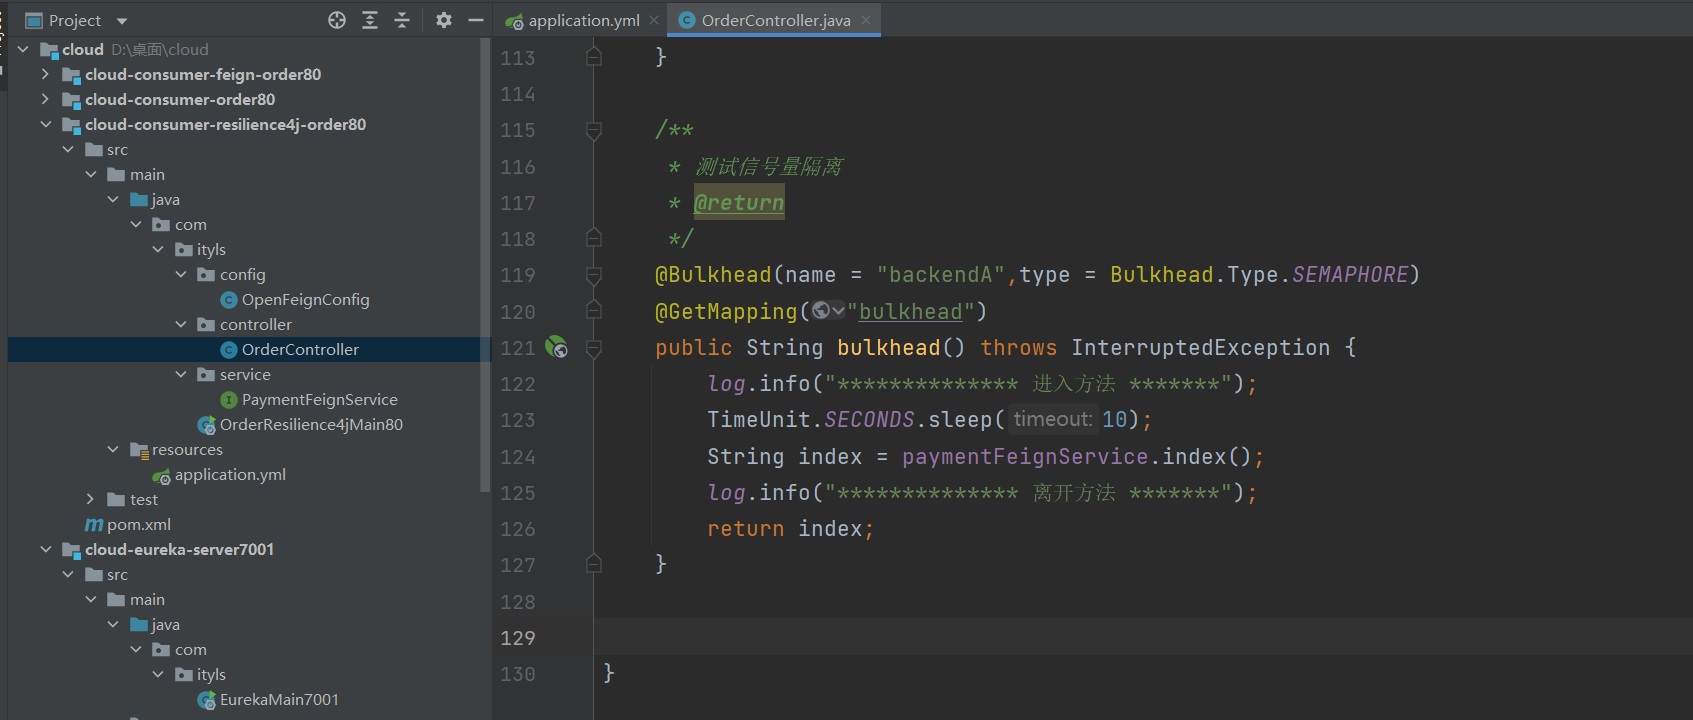 Project
cloud D:\桌面\cloud
cloud-consumer-feign-order80
cloud-consumer-order80
cloud-consumer-resilience4j-order80
src
main
java
com
ityls
config
OpenFeignConfig
controller
OrderController
service
PaymentFeignService
OrderResilience4jMain80
resources
application.yml
test
pom.xml
cloud-eureka-server7001
src
main
java
com
ityls
EurekaMain7001
application.yml
OrderController.java
113 }
114
115 /**
116 * 测试信号量隔离
117 * @return
118 */
119 @Bulkhead(name = "backendA",type = Bulkhead.Type.SEMAPHORE)
120 @GetMapping("bulkhead")
121 public String bulkhead() throws InterruptedException {
122 log.info("************** 进入方法 *******");
123 TimeUnit.SECONDS.sleep( timeout: 10);
124 String index = paymentFeignService.index();
125 log.info("************** 离开方法 *******");
126 return index;
127 }
128
129
130 }